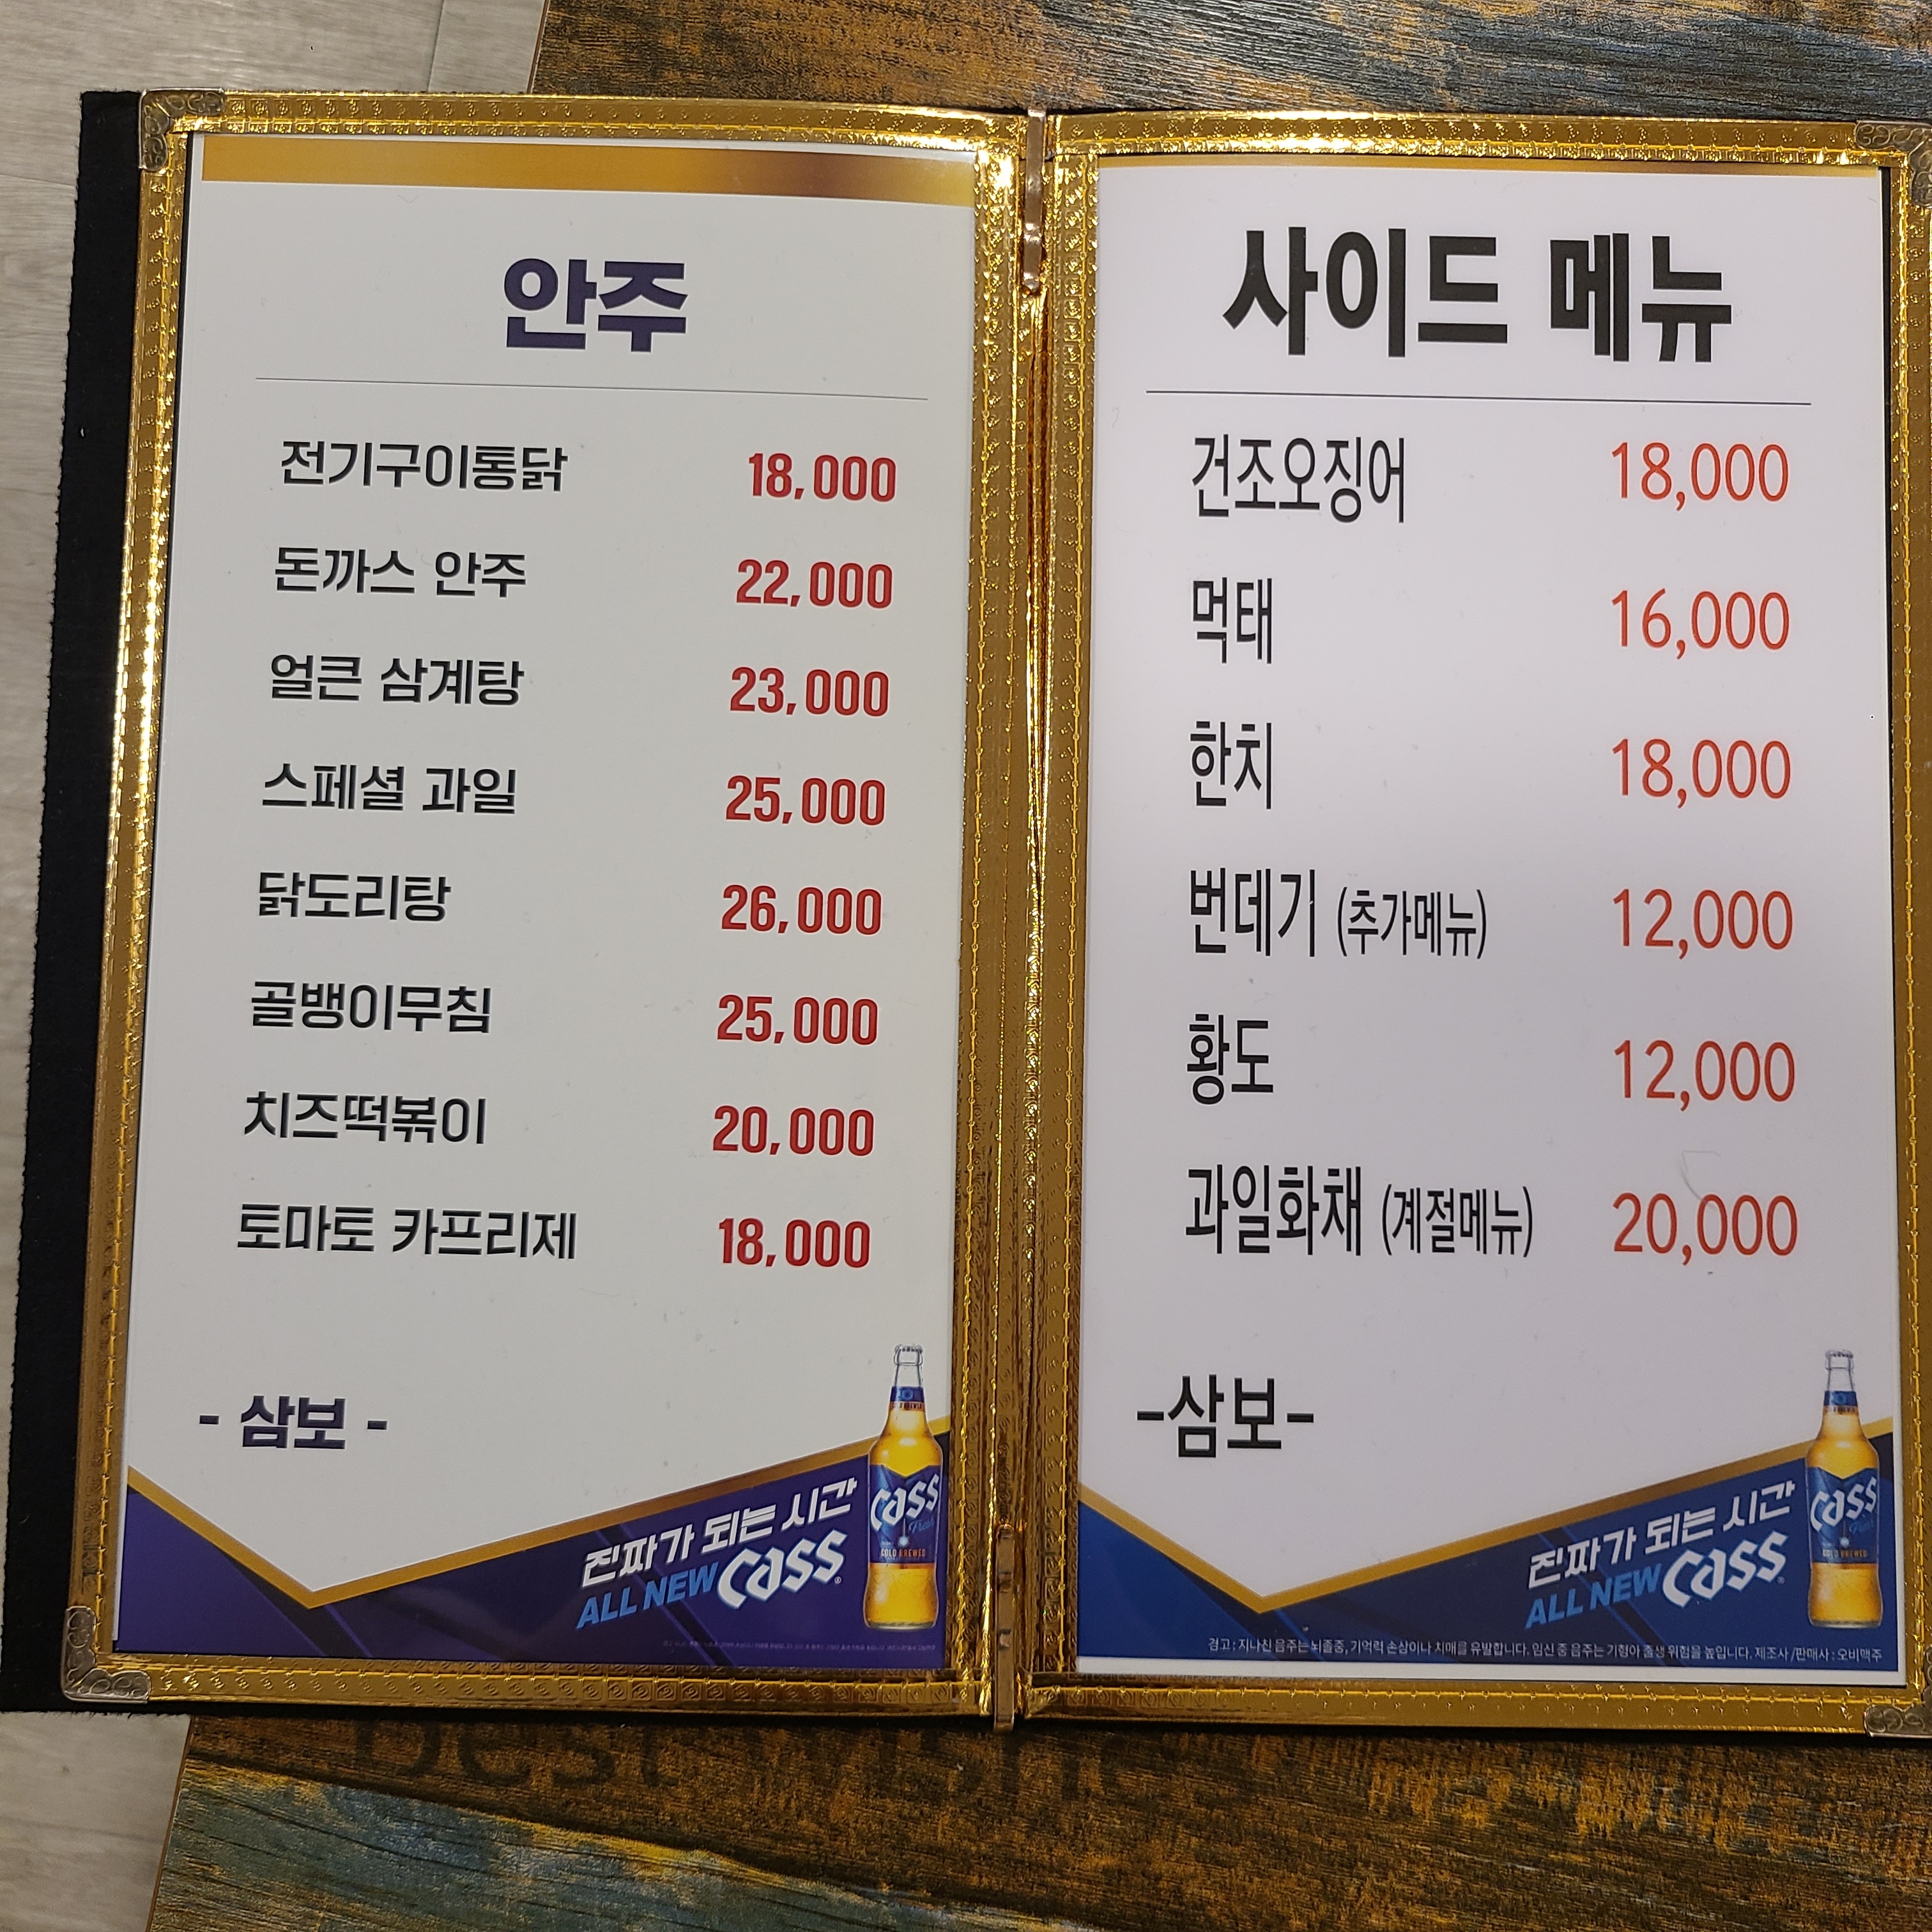 안주
전기구이통닭 18,000
돈까스 안주 22,000
얼큰 삼계탕 23,000
스페셜 과일 25,000
닭도리탕 26,000
골뱅이무침 25,000
치즈떡볶이 20,000
토마토 카프리제 18,000
- 삼보 -
진짜가 되는 시간
ALL NEW Cass
Cass
Fresh
COLD BREWED
사이드 메뉴
건조오징어 18,000
먹태 16,000
한치 18,000
번데기 (추가메뉴) 12,000
황도 12,000
과일화채 (계절메뉴) 20,000
-삼보-
진짜가 되는 시간
ALL NEW Cass
Cass
Fresh
COLD BREWED
경고 : 지나친 음주는 뇌졸중, 기억력 손상이나 치매를 유발합니다. 임신 중 음주는 기형아 출생 위험을 높입니다. 제조사 /판매사 : 오비맥주